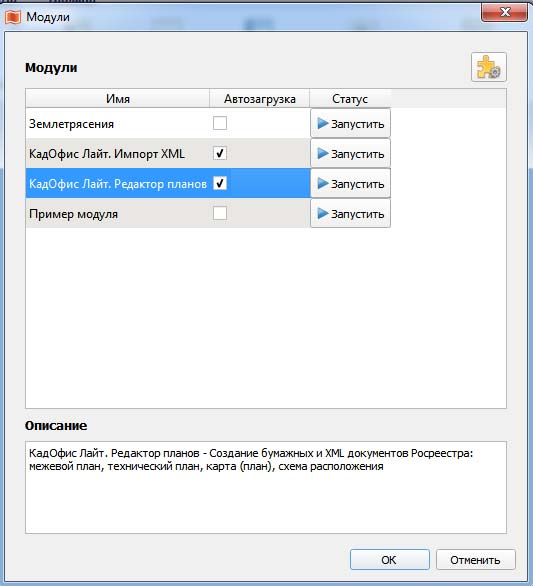 Модули
Модули
Имя Автозагрузка Статус
Землетрясения Запустить
КадОфис Лайт. Импорт XML Запустить
КадОфис Лайт. Редактор планов Запустить
Пример модуля Запустить
Описание
КадОфис Лайт. Редактор планов - Создание бумажных и XML документов Росреестра:
межевой план, технический план, карта (план), схема расположения
ОК Отменить